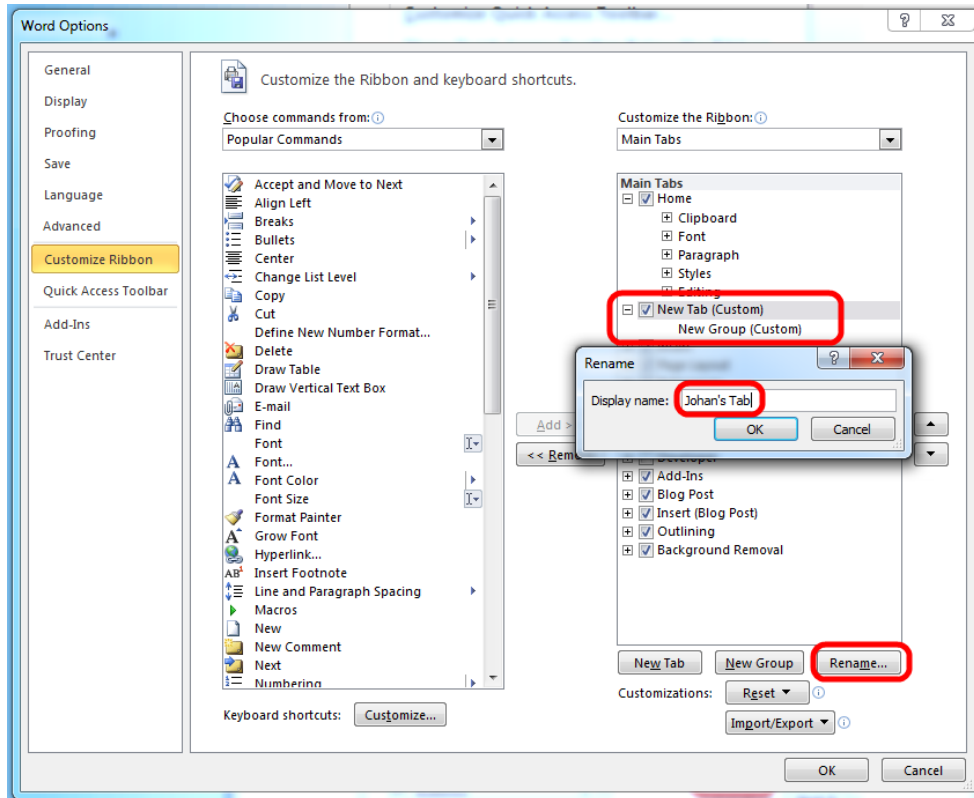 Word Options
General
Display
Proofing
Save
Language
Advanced
Customize Ribbon
Quick Access Toolbar
Add-Ins
Trust Center
Customize the Ribbon and keyboard shortcuts.
Choose commands from:
Popular Commands
Accept and Move to Next
Align Left
Breaks
Bullets
Center
Change List Level
Copy
Cut
Define New Number Format...
Delete
Draw Table
Draw Vertical Text Box
E-mail
Find
Font
Font...
Font Color
Font Size
Format Painter
Grow Font
Hyperlink...
Insert Footnote
Line and Paragraph Spacing
Macros
New
New Comment
Next
Numbering
Keyboard shortcuts: Customize...
Add >
<< Rem
Customize the Ribbon:
Main Tabs
Main Tabs
Home
Clipboard
Font
Paragraph
Styles
Editing
New Tab (Custom)
New Group (Custom)
Rename
Display name: Johan's Tab
OK Cancel
Developer
Add-Ins
Blog Post
Insert (Blog Post)
Outlining
Background Removal
New Tab New Group Rename...
Customizations: Reset
Import/Export
OK Cancel